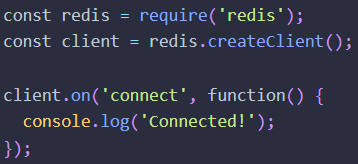 const redis = require('redis');
const client = redis.createClient();

client.on('connect', function() {
  console.log('Connected!');
});